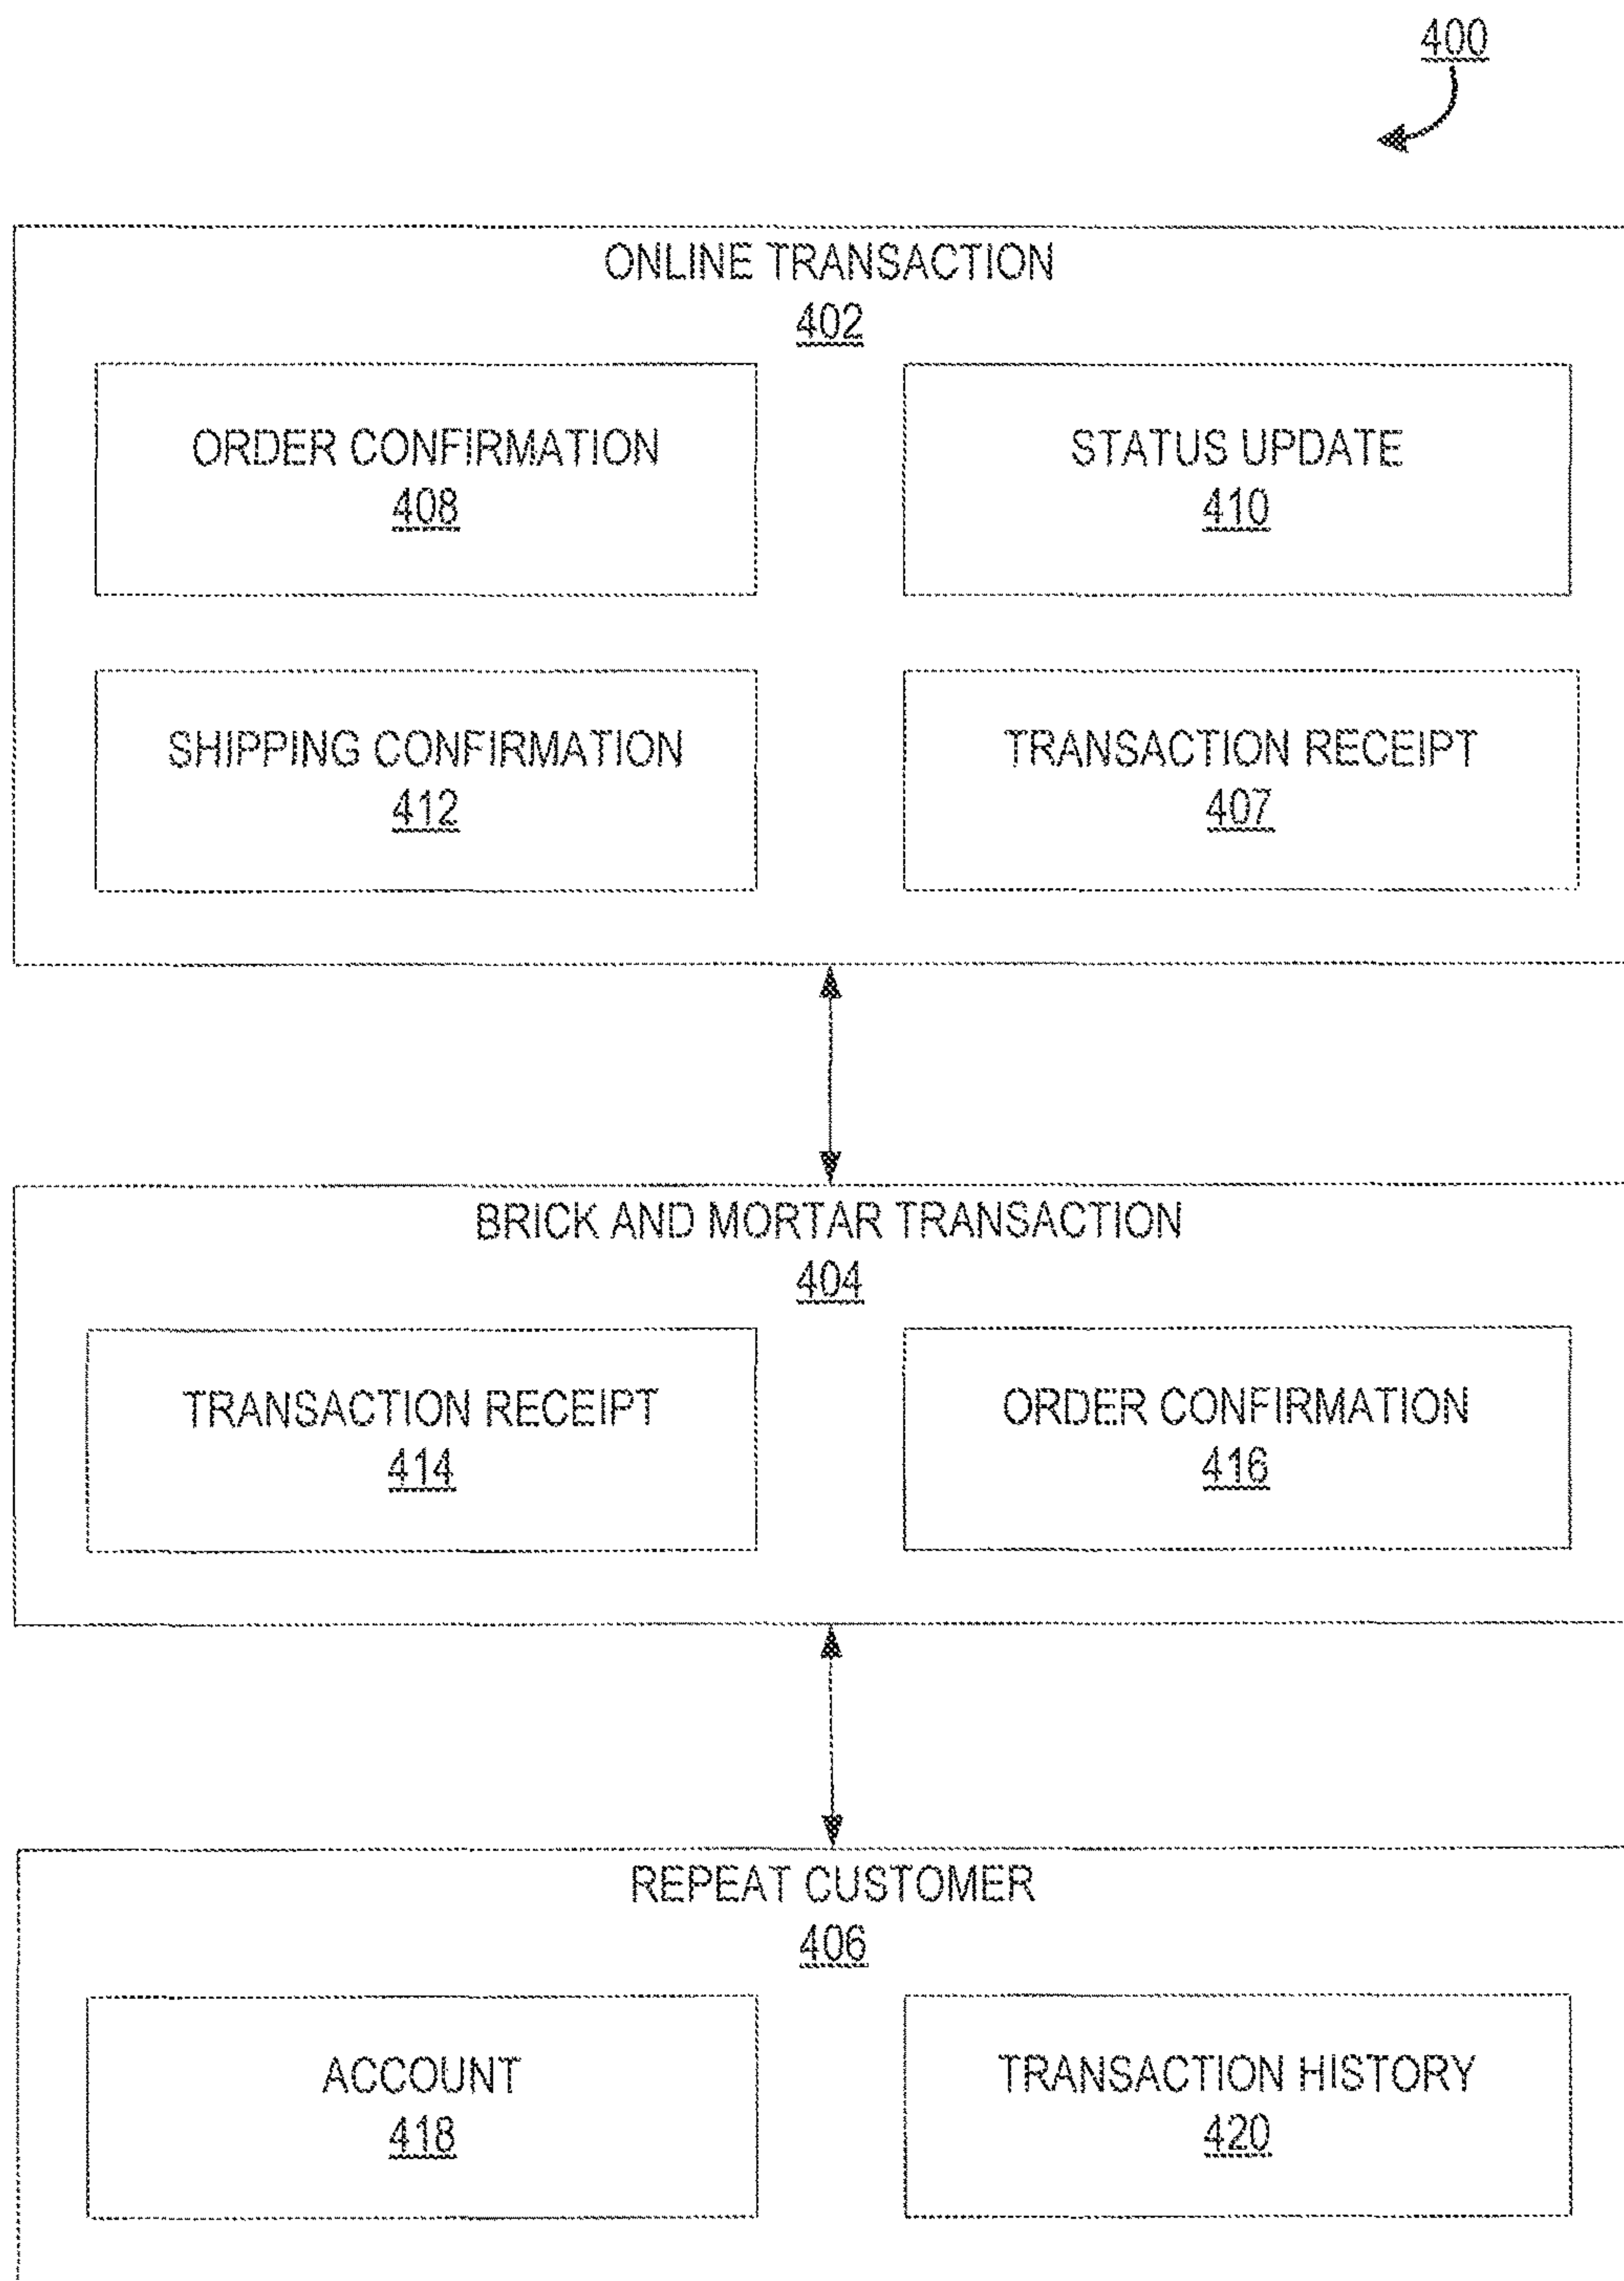 400
ONLINE TRANSACTION
402
ORDER CONFIRMATION
408
STATUS UPDATE
410
SHIPPING CONFIRMATION
412
TRANSACTION RECEIPT
407
BRICK AND MORTAR TRANSACTION
404
TRANSACTION RECEIPT
414
ORDER CONFIRMATION
416
REPEAT CUSTOMER
406
ACCOUNT
418
TRANSACTION HISTORY
420